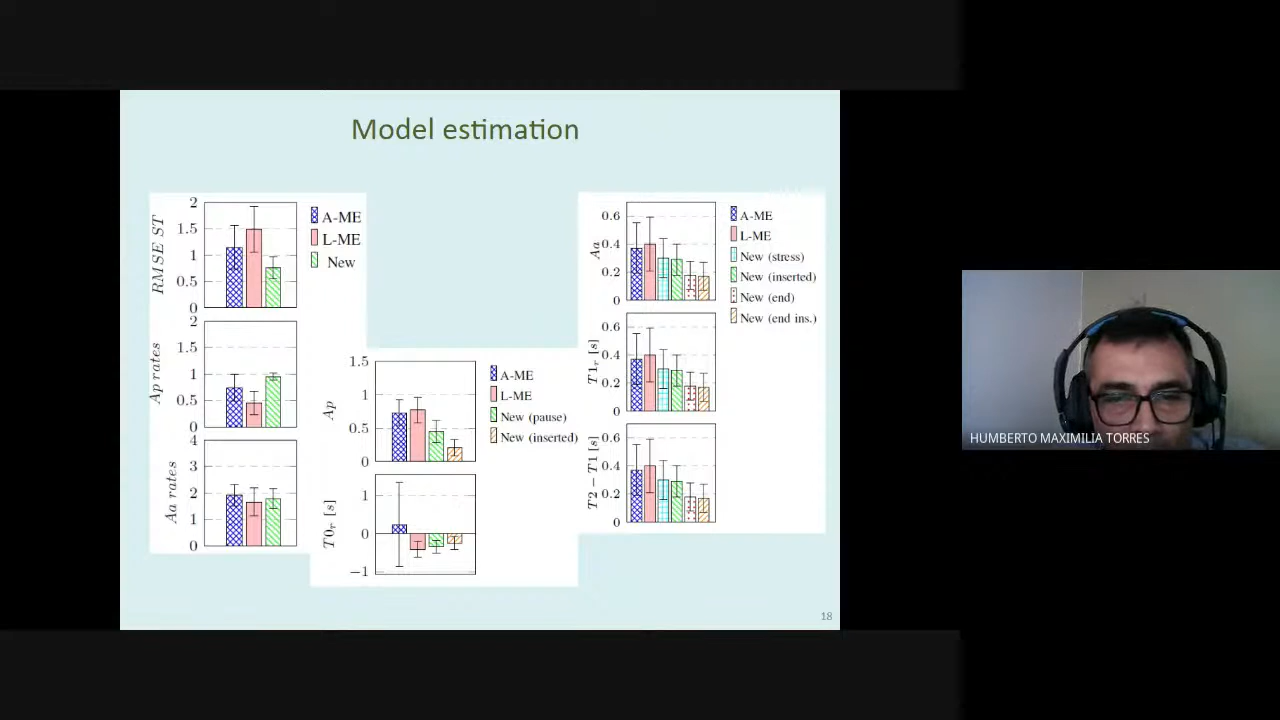 Model estimation
RMSE ST
2
1.5
1
0.5
0
A-ME
L-ME
New
Ap rates
2
1.5
1
0.5
0
Aa rates
4
3
2
1
0
Ap
1.5
1
0.5
0
A-ME
L-ME
New (pause)
New (inserted)
T0r [s]
1
0
−1
Aa
0.6
0.4
0.2
0
A-ME
L-ME
New (stress)
New (inserted)
New (end)
New (end ins.)
T1r [s]
0.6
0.4
0.2
0
T2 − T1 [s]
0.6
0.4
0.2
0
18
HUMBERTO MAXIMILIA TORRES